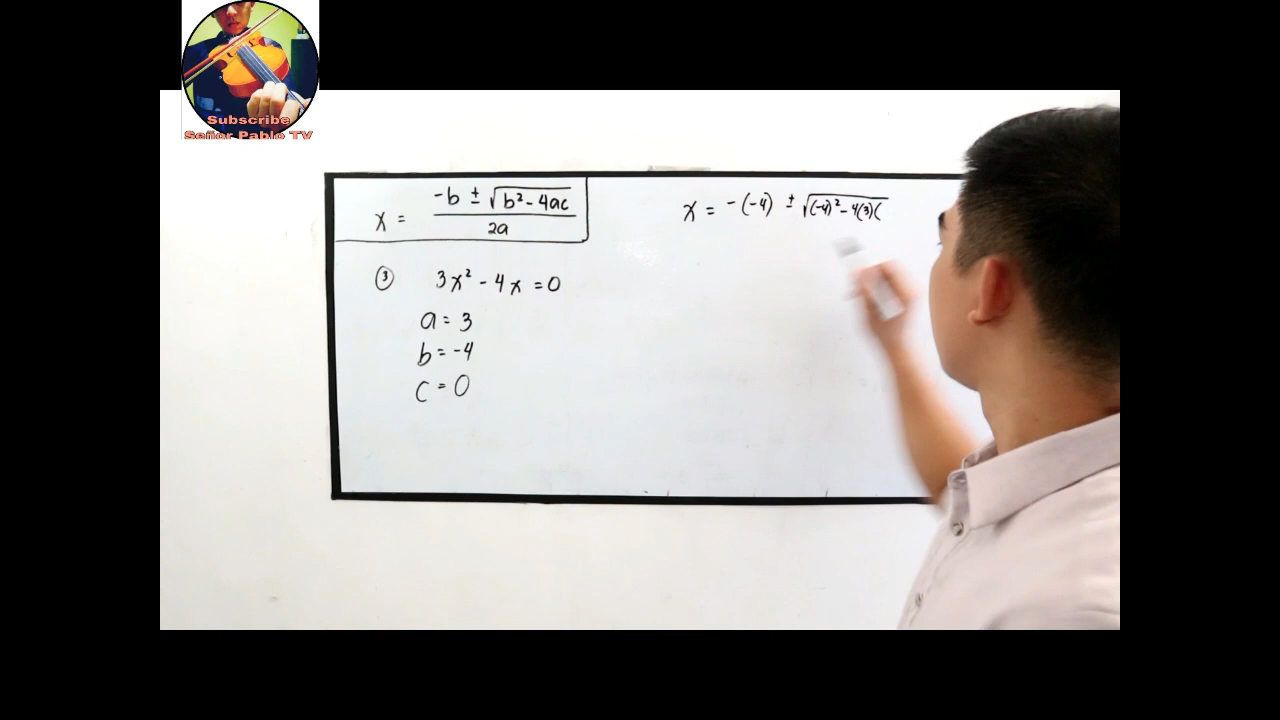 Subscribe
Señor Pablo TV
x = -b ± √b² - 4ac / 2a
③ 3x² - 4x = 0
a = 3
b = -4
c = 0
x = -(-4) ± √(-4)² - 4(3)(